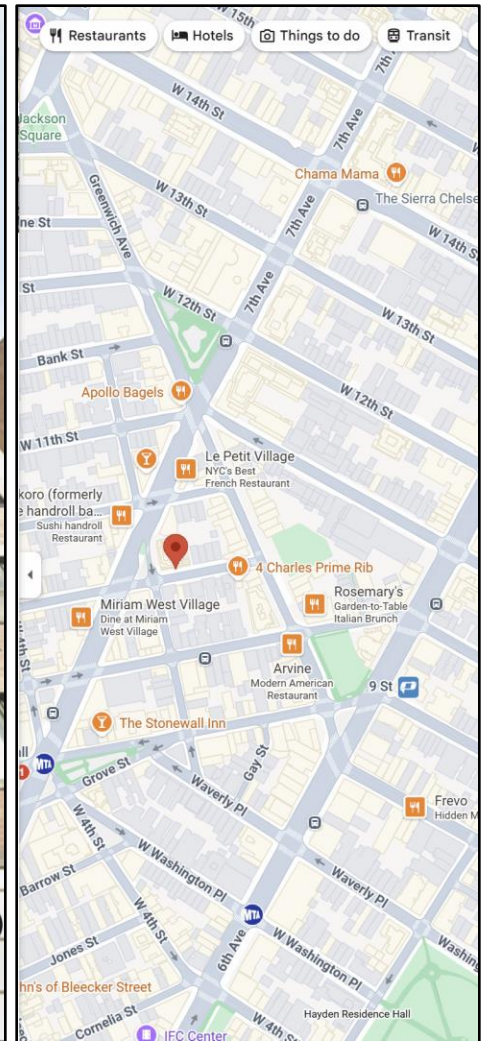 W 15th
Restaurants
Hotels
Things to do
Transit
7th Ave
W 14th St
Jackson
Square
7th Ave
Chama Mama
The Sierra Chelse
Greenwich Ave
W 13th St
7th Ave
W 14th S
ne St
St
W 12th St
7th Ave
W 13th St
Bank St
W 12th St
Apollo Bagels
W 11th St
Le Petit Village
NYC's Best
French Restaurant
koro (formerly
e handroll ba...
Sushi handroll
Restaurant
4 Charles Prime Rib
Rosemary's
Garden-to-Table
Italian Brunch
Miriam West Village
Dine at Miriam
West Village
W 4th St
Arvine
Modern American
Restaurant
9 St
The Stonewall Inn
ll
MTA
1
Grove St
Gay St
Waverly Pl
Frevo
Hidden M
W 4th St
W Washington Pl
Waverly Pl
Barrow St
W 4th St
MTA
W Washington Pl
Washing
Jones St
6th Ave
hn's of Bleecker Street
Hayden Residence Hall
Cornelia St
IFC Center
W 4th S